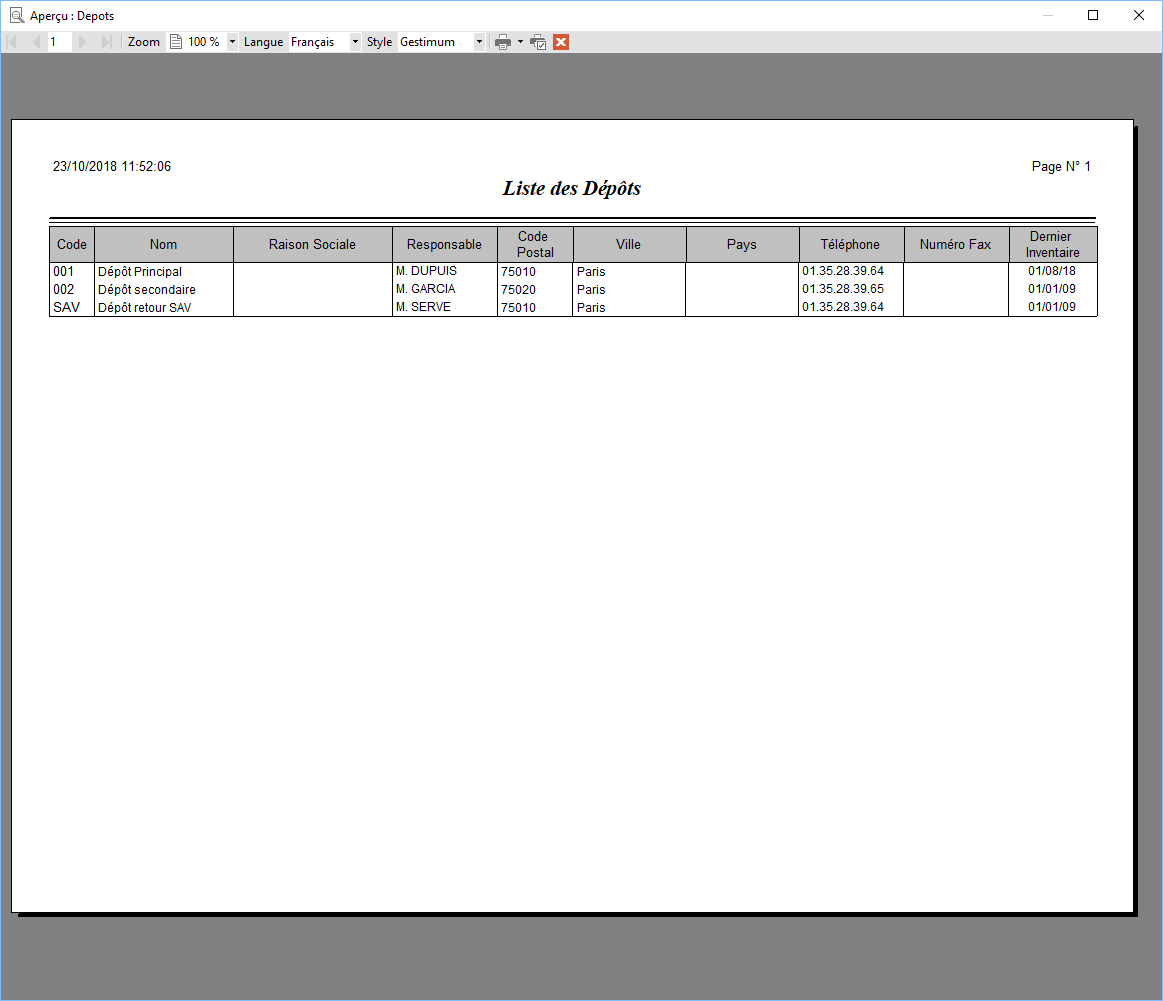 Aperçu : Depots
1 Zoom 100 % Langue Français Style Gestimum
23/10/2018 11:52:06 Page N° 1
Liste des Dépôts
Code Nom Raison Sociale Responsable Code Postal Ville Pays Téléphone Numéro Fax Dernier Inventaire
001 Dépôt Principal M. DUPUIS 75010 Paris 01.35.28.39.64 01/08/18
002 Dépôt secondaire M. GARCIA 75020 Paris 01.35.28.39.65 01/01/09
SAV Dépôt retour SAV M. SERVE 75010 Paris 01.35.28.39.64 01/01/09